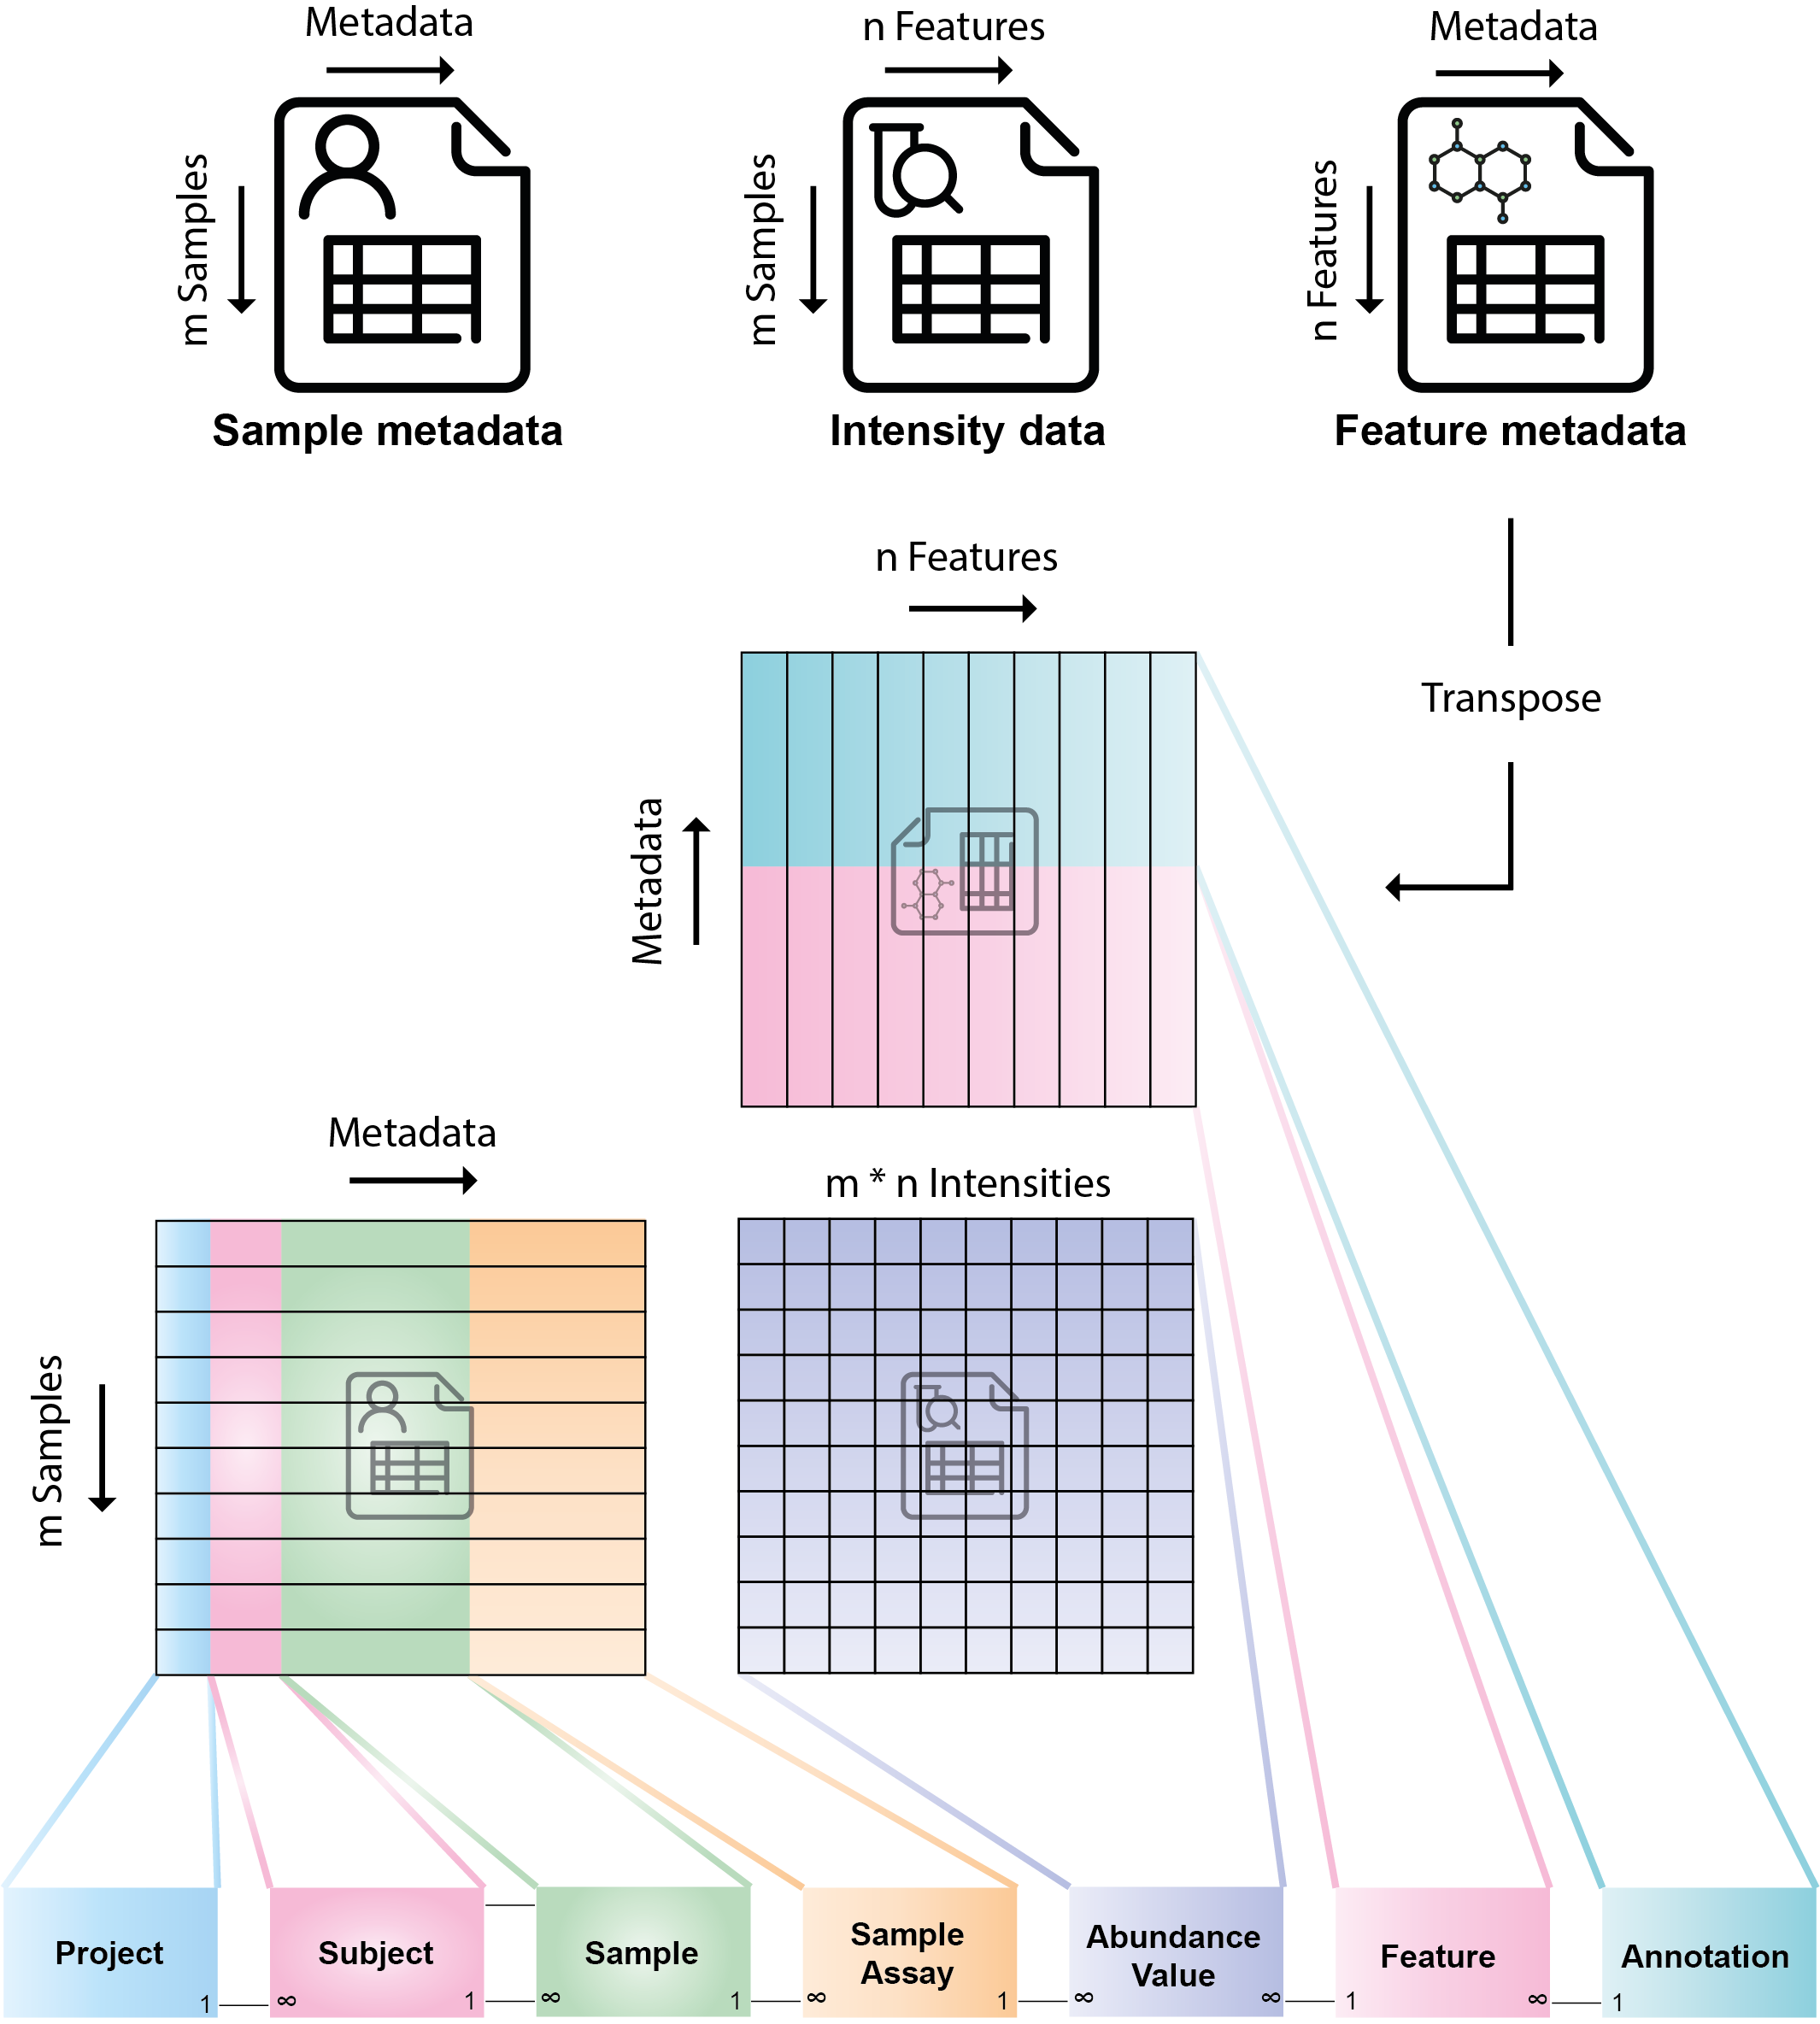 Metadata
n Features
Metadata
m Samples
m Samples
n Features
Sample metadata
Intensity data
Feature metadata
n Features
Transpose
Metadata
Metadata
m * n Intensities
m Samples
Project
Subject
Sample
Sample
Assay
Abundance
Value
Feature
Annotation
1 ∞ 1 ∞ 1 ∞ 1 ∞ ∞ 1 ∞ 1